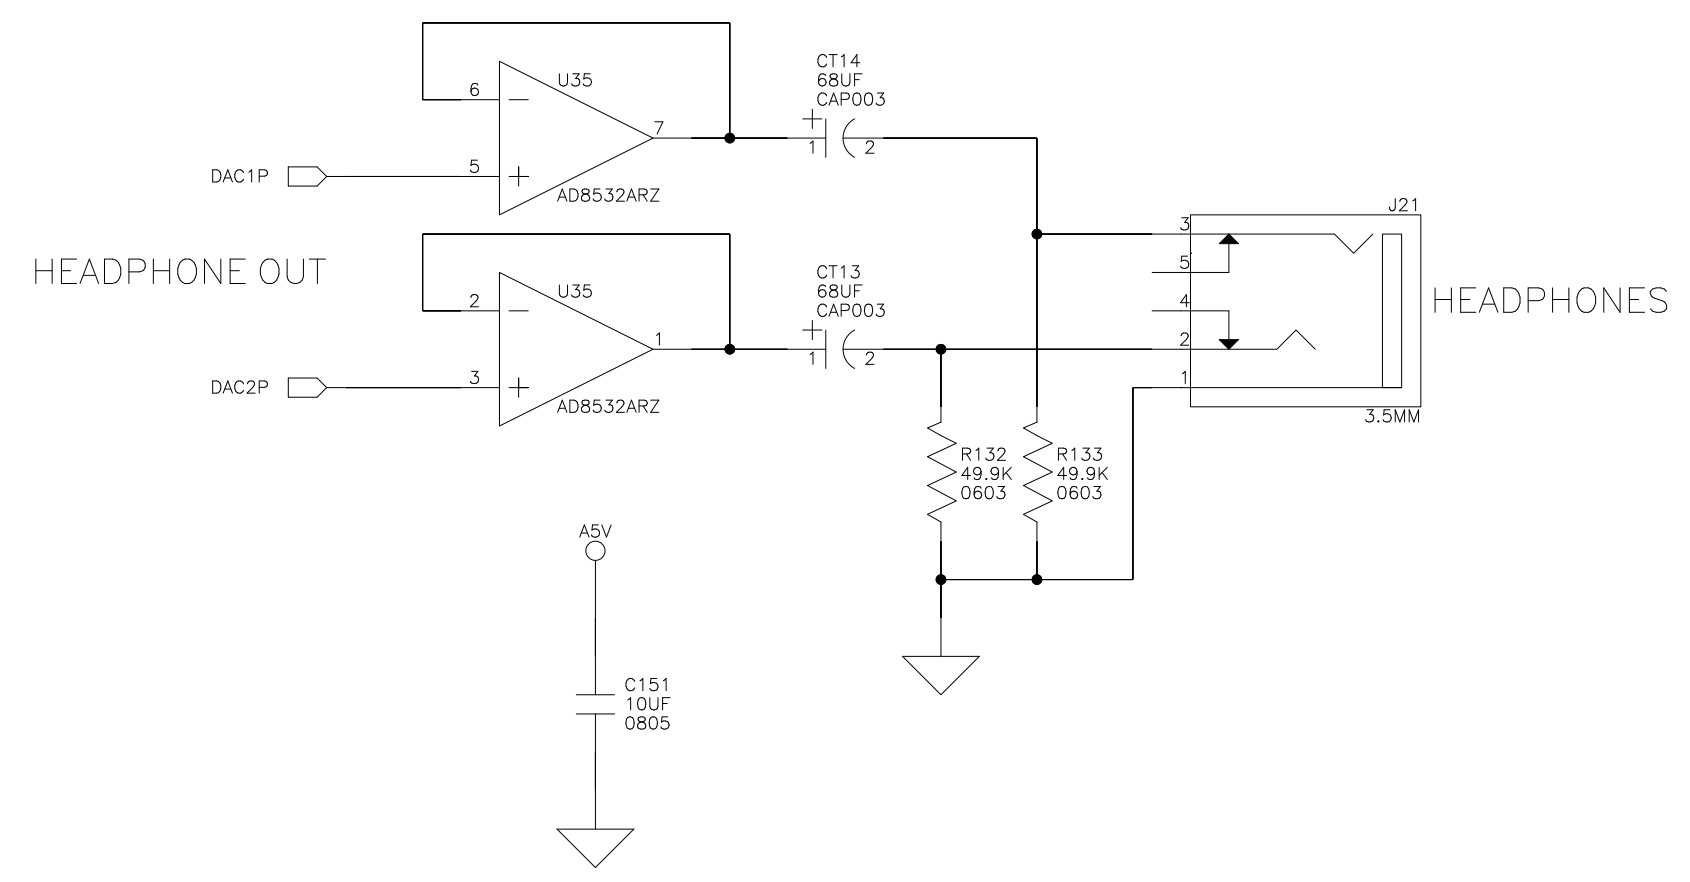 CT14
68UF
CAP003
U35
6
7
+
1
2
DAC1P
5
AD8532ARZ
J21
3
5
4
2
1
3.5MM
HEADPHONES
HEADPHONE OUT
CT13
68UF
CAP003
U35
2
1
+
1
2
DAC2P
3
AD8532ARZ
R132
49.9K
0603
R133
49.9K
0603
A5V
C151
10UF
0805